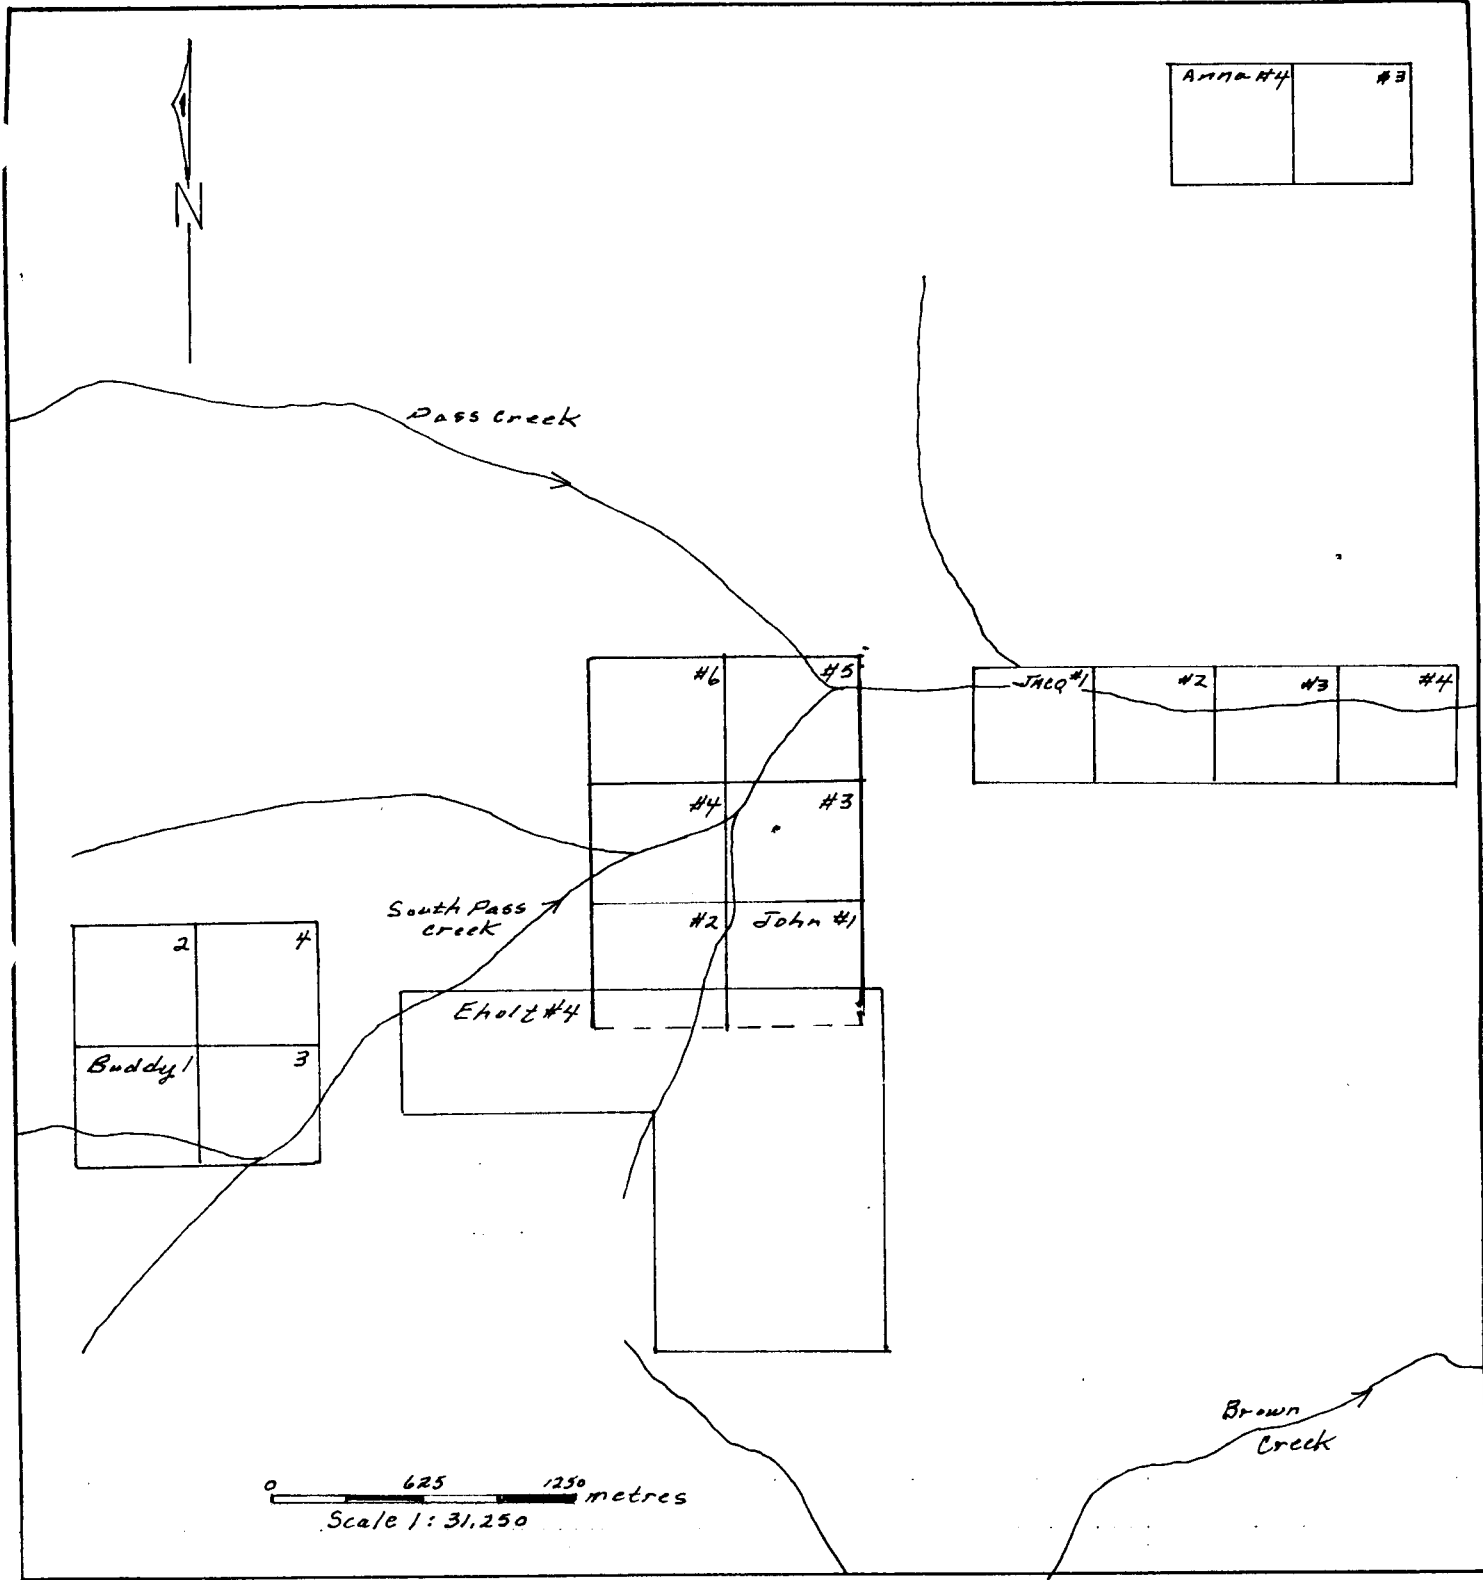 Anna #4
#3
N
Pass Creek
#6
#5
JACQ #1
#2
#3
#4
#4
#3
South Pass
Creek
#2
John #1
2
4
Eholt #4
Buddy 1
3
Brown
Creek
0 625 1250 metres
Scale 1:31,250